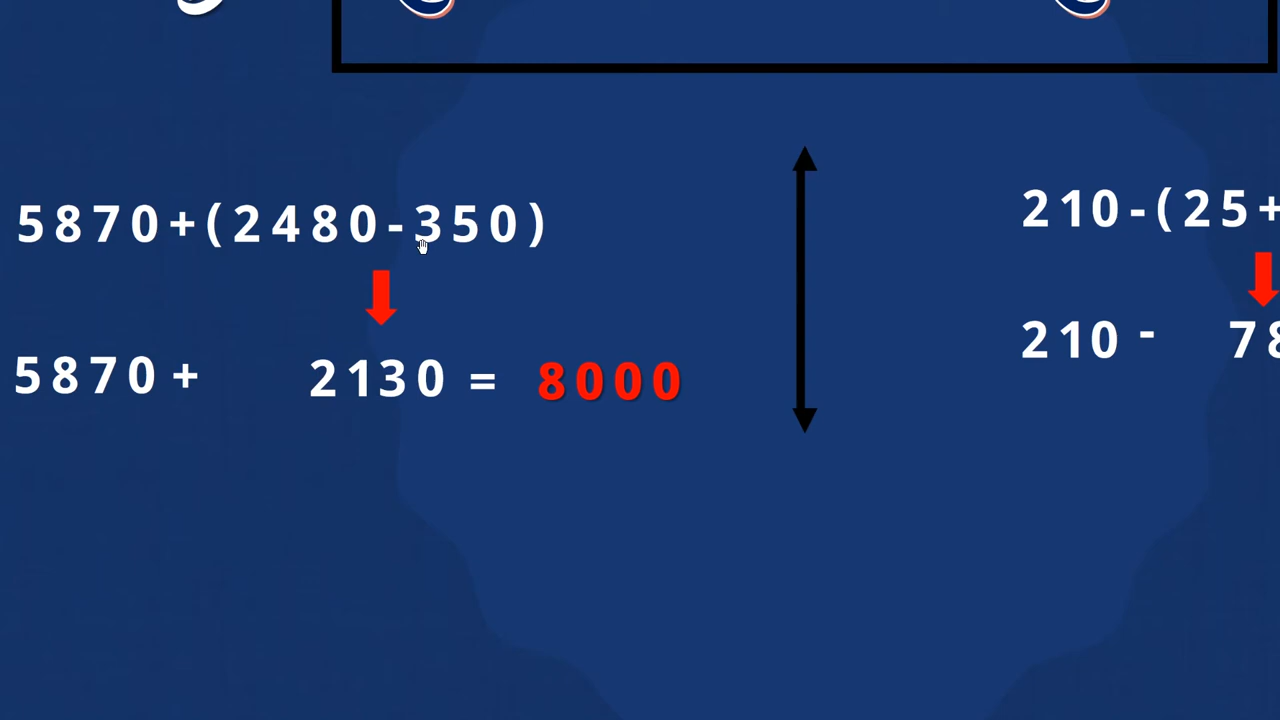 5870+(2480-350)
5870+ 2130 = 8000
210-(25+
210 - 78